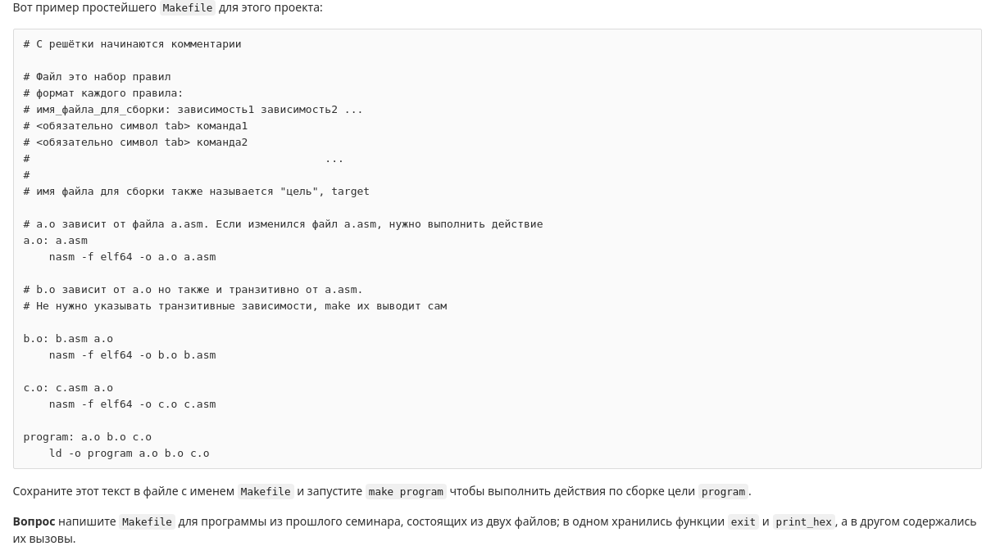 Вот пример простейшего Makefile для этого проекта:
# С решётки начинаются комментарии
# Файл это набор правил
# формат каждого правила:
# имя_файла_для_сборки: зависимость1 зависимость2 ...
# <обязательно символ tab> команда1
# <обязательно символ tab> команда2
#                                              ...
#
# имя файла для сборки также называется "цель", target
# a.o зависит от файла a.asm. Если изменился файл a.asm, нужно выполнить действие
a.o: a.asm
    nasm -f elf64 -o a.o a.asm
# b.o зависит от a.o но также и транзитивно от a.asm.
# Не нужно указывать транзитивные зависимости, make их выводит сам
b.o: b.asm a.o
    nasm -f elf64 -o b.o b.asm
c.o: c.asm a.o
    nasm -f elf64 -o c.o c.asm
program: a.o b.o c.o
    ld -o program a.o b.o c.o
Сохраните этот текст в файле с именем Makefile и запустите make program чтобы выполнить действия по сборке цели program.
Вопрос напишите Makefile для программы из прошлого семинара, состоящих из двух файлов; в одном хранились функции exit и print_hex, а в другом содержались
их вызовы.